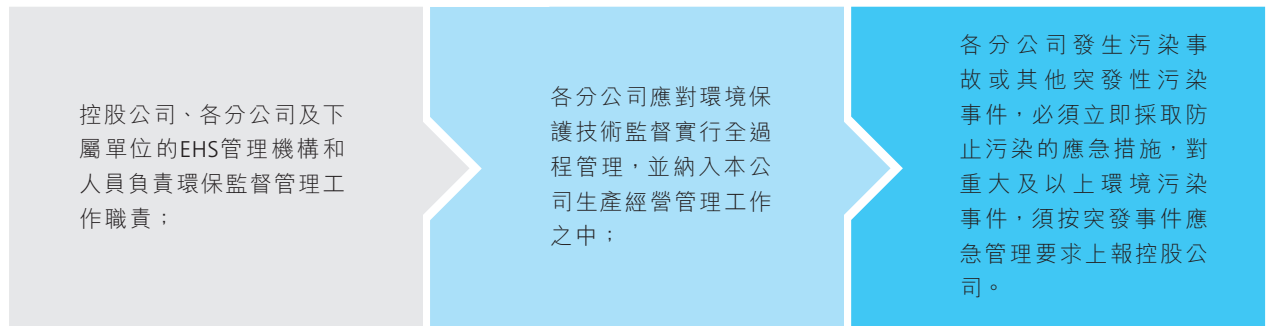 控股公司、各分公司及下
屬單位的EHS管理機構和
人員負責環保監督管理工
作職責；
各分公司應對環境保
護技術監督實行全過
程管理，並納入本公
司生產經營管理工作
之中；
各分公司發生污染事
故或其他突發性污染
事件，必須立即採取防
止污染的應急措施，對
重大及以上環境污染
事件，須按突發事件應
急管理要求上報控股公
司。